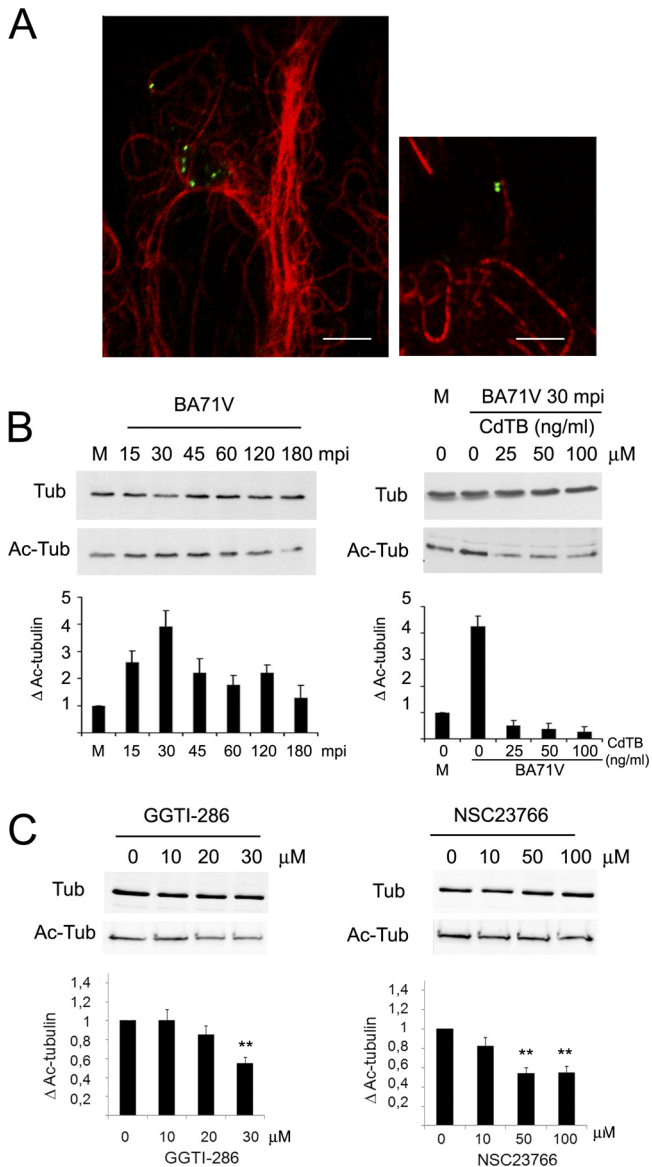 A
B
BA71V
M 15 30 45 60 120 180 mpi
Tub
Ac-Tub
Δ Ac-tubulin
5
4
3
2
1
M 15 30 45 60 120 180 mpi
M BA71V 30 mpi
CdTB (ng/ml)
0 0 25 50 100 μM
Tub
Ac-Tub
Δ Ac-tubulin
5
4
3
2
1
0 0 25 50 100 CdTB
(ng/ml)
M BA71V
C
GGTI-286
0 10 20 30 μM
Tub
Ac-Tub
Δ Ac-tubulin
1,4
1,2
1
0,8
0,6
0,4
0,2
**
0 10 20 30 μM
GGTI-286
NSC23766
0 10 50 100 μM
Tub
Ac-Tub
Δ Ac-tubulin
1,4
1,2
1
0,8
0,6
0,4
0,2
** **
0 10 50 100 μM
NSC23766